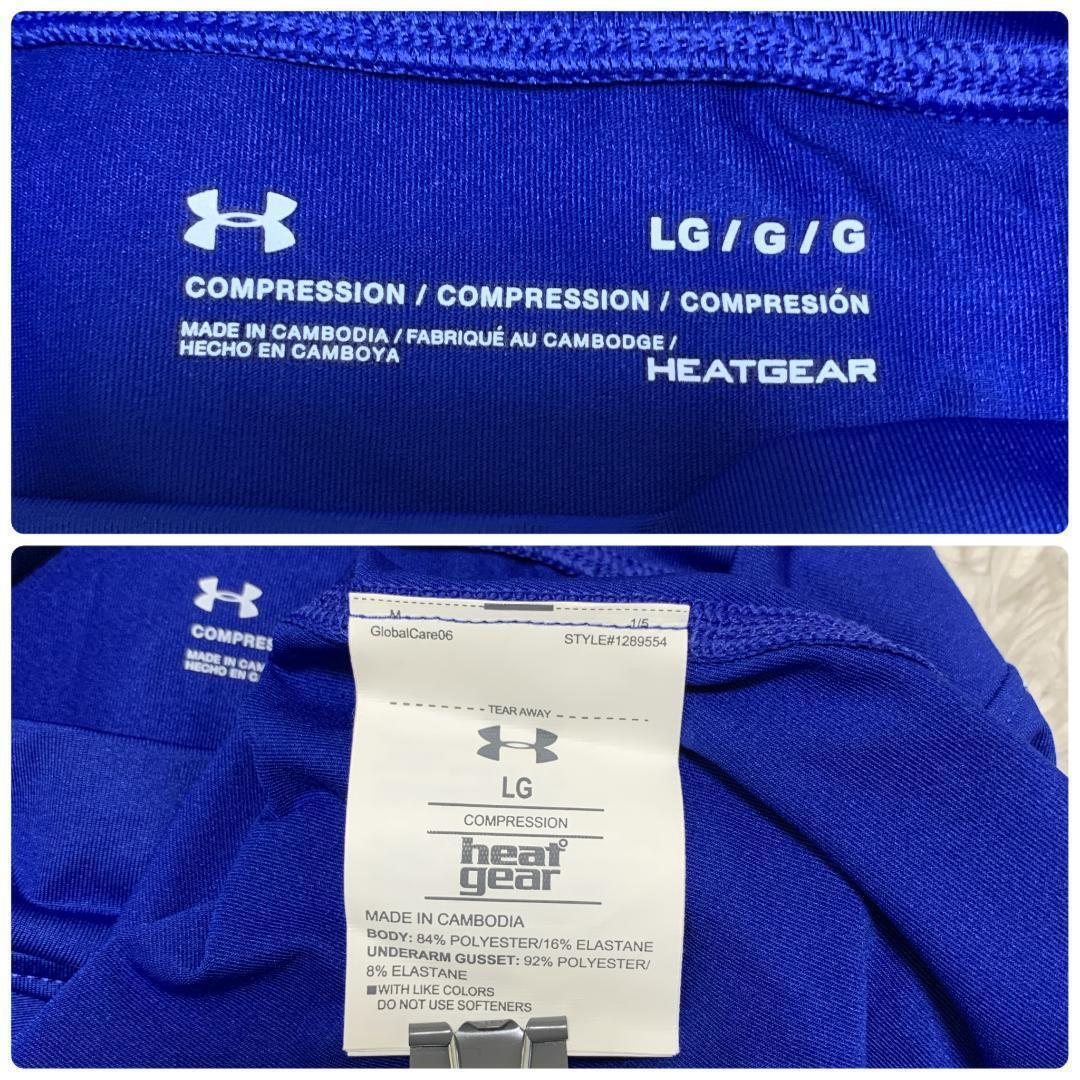 LG / G / G
COMPRESSION / COMPRESSION / COMPRESIÓN
MADE IN CAMBODIA / FABRIQUÉ AU CAMBODGE /
HECHO EN CAMBOYA
HEATGEAR
COMPRES
MADE IN CAM
HECHO EN C
M 1/5
GlobalCare06 STYLE#1289554
TEAR AWAY
LG
COMPRESSION
heat°
gear
MADE IN CAMBODIA
BODY: 84% POLYESTER/16% ELASTANE
UNDERARM GUSSET: 92% POLYESTER/
8% ELASTANE
■WITH LIKE COLORS
DO NOT USE SOFTENERS